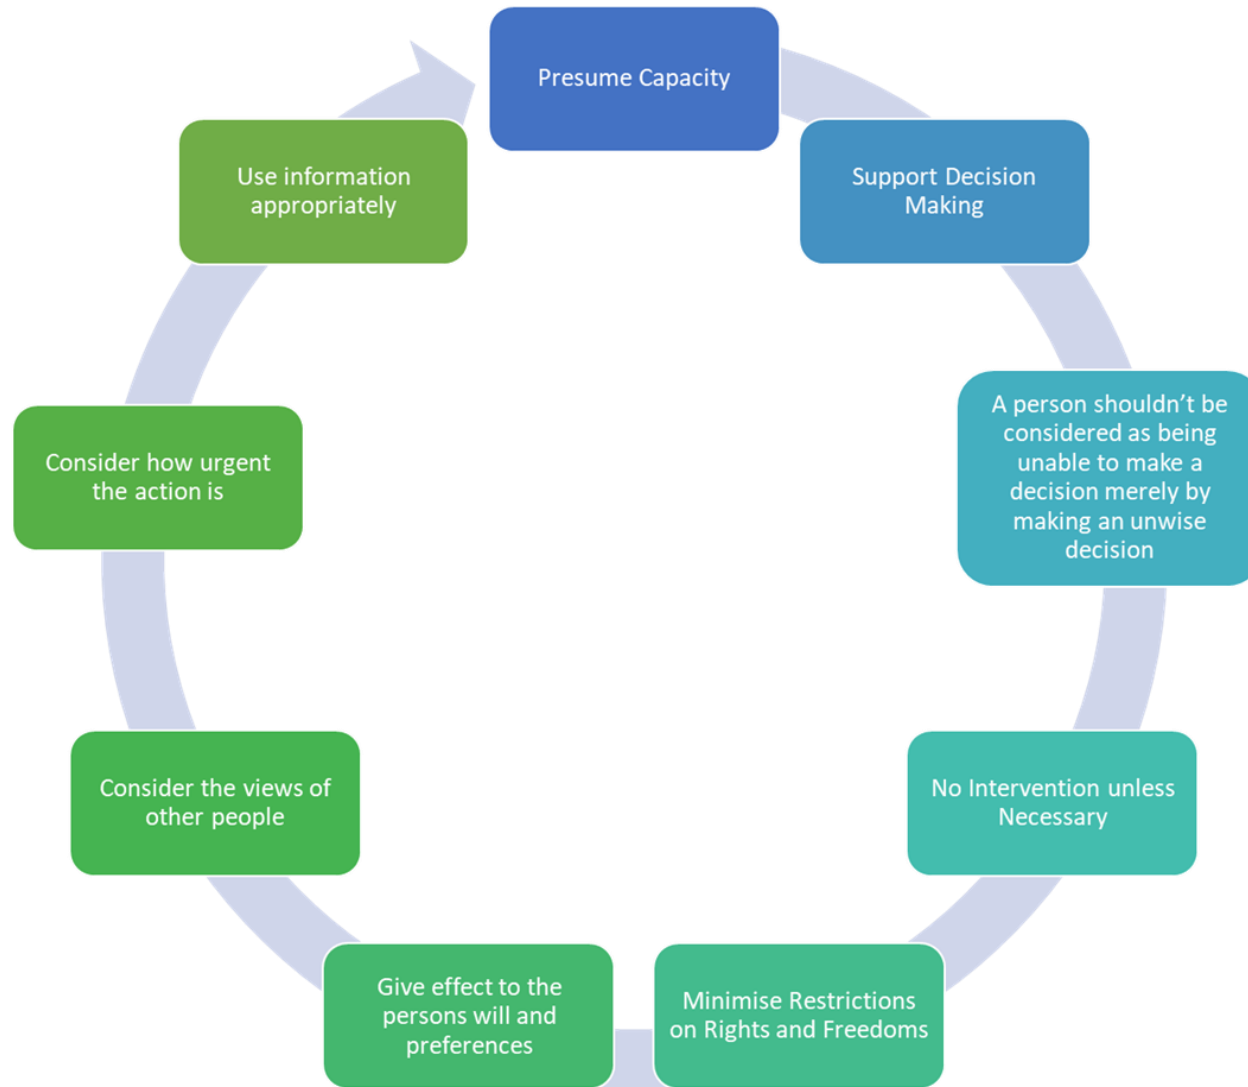 Presume Capacity
Support Decision
Making
A person shouldn’t be
considered as being
unable to make a
decision merely by
making an unwise
decision
No Intervention unless
Necessary
Minimise Restrictions
on Rights and Freedoms
Give effect to the
persons will and
preferences
Consider the views of
other people
Consider how urgent
the action is
Use information
appropriately